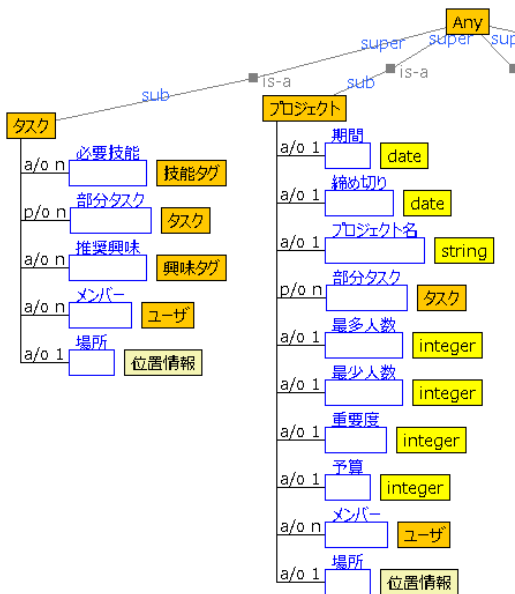 Any
super super sup
is-a is-a
sub sub
タスク
a/o n 必要技能 技能タグ
p/o n 部分タスク タスク
a/o n 推奨興味 興味タグ
a/o n メンバー ユーザ
a/o 1 場所 位置情報
プロジェクト
a/o 1 期間 date
a/o 1 締め切り date
a/o 1 プロジェクト名 string
p/o n 部分タスク タスク
a/o 1 最多人数 integer
a/o 1 最少人数 integer
a/o 1 重要度 integer
a/o 1 予算 integer
a/o n メンバー ユーザ
a/o 1 場所 位置情報